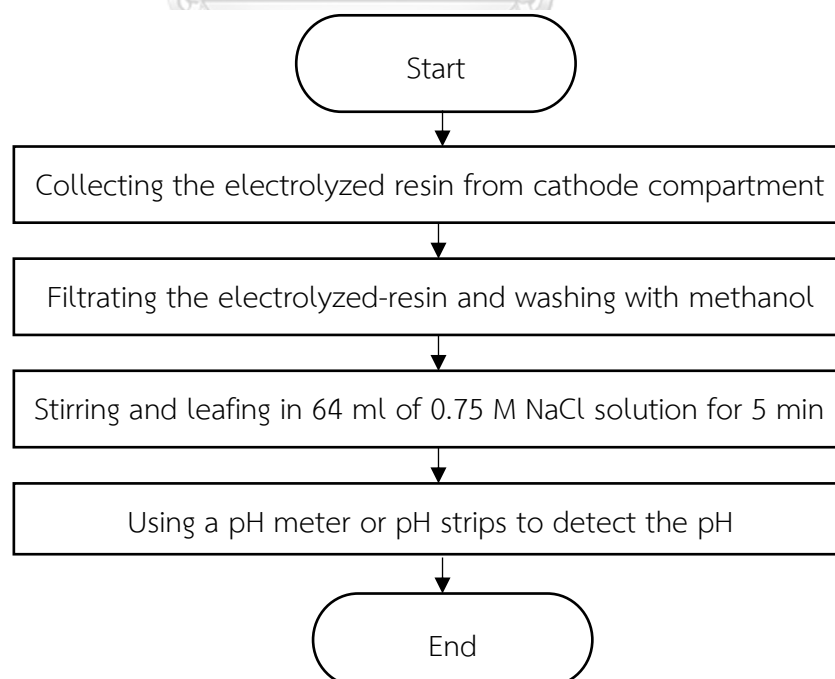 Start
Collecting the electrolyzed resin from cathode compartment
Filtrating the electrolyzed-resin and washing with methanol
Stirring and leafing in 64 ml of 0.75 M NaCl solution for 5 min
Using a pH meter or pH strips to detect the pH
End